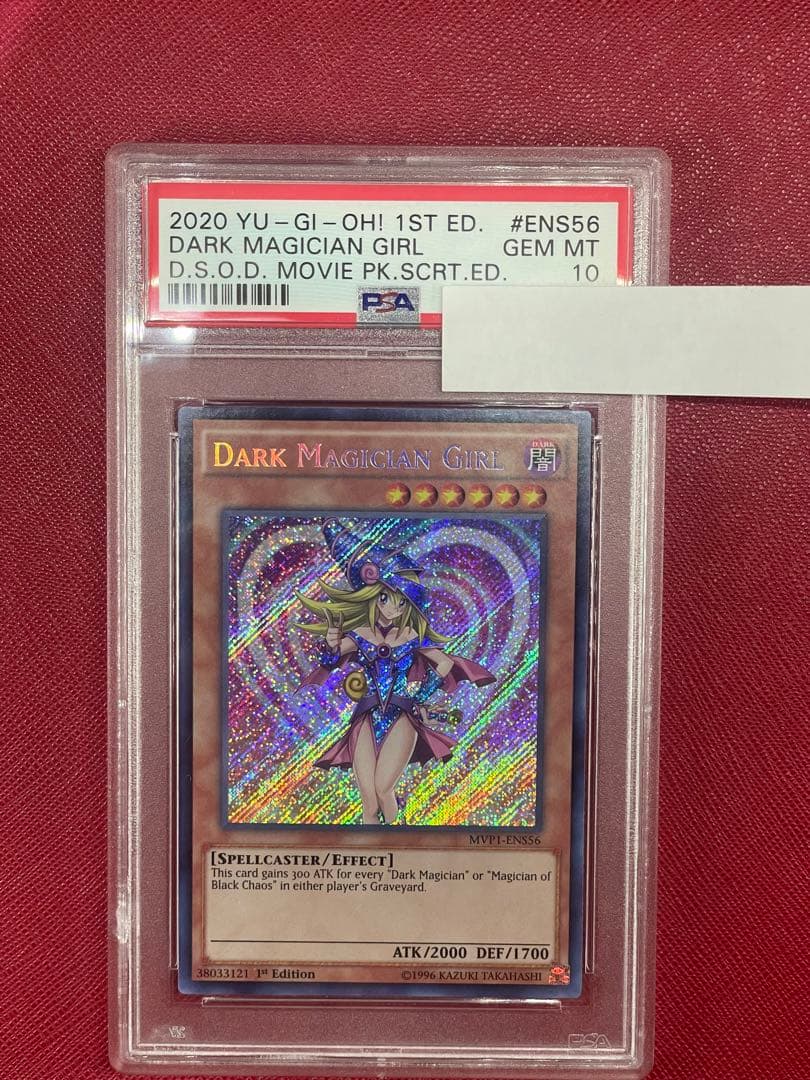 2020 YU-GI-OH! 1ST ED. #ENS56
DARK MAGICIAN GIRL GEM MT
D.S.O.D. MOVIE PK.SCRT.ED. 10
PSA
DARK MAGICIAN GIRL
DARK
闇
MVP1-ENS56
[SPELLCASTER/EFFECT]
This card gains 300 ATK for every "Dark Magician" or "Magician of
Black Chaos" in either player's Graveyard.
ATK/2000 DEF/1700
38033121 1st Edition ©1996 KAZUKI TAKAHASHI
PSA